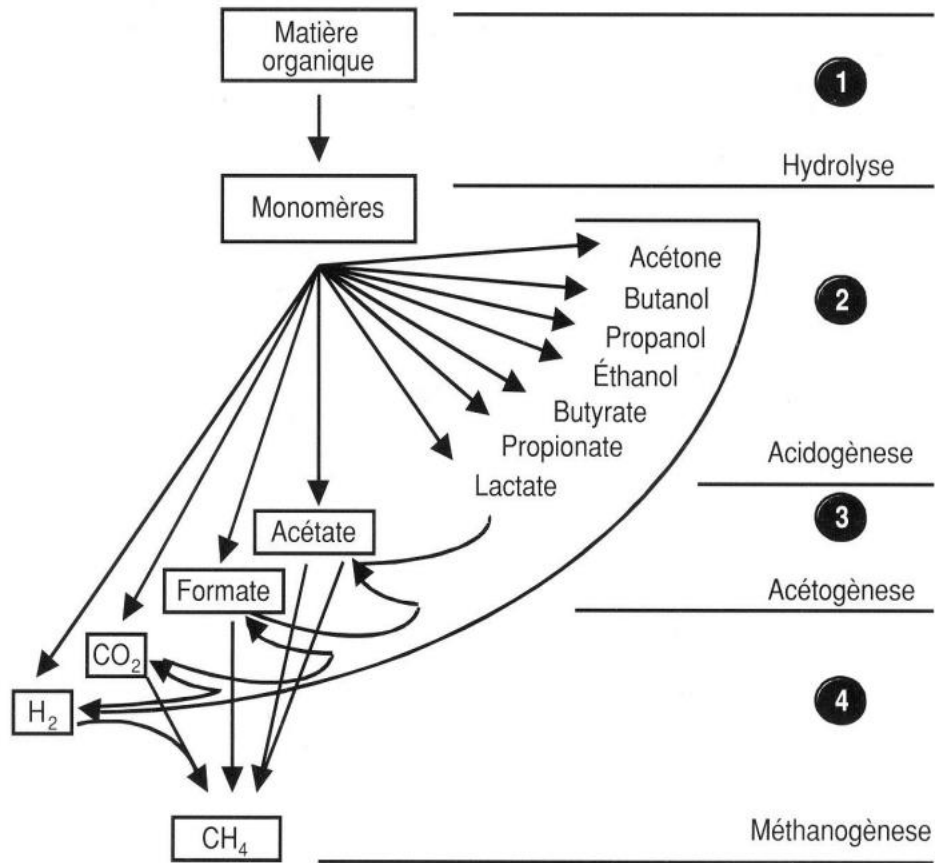 Matière
organique
1
Hydrolyse
Monomères
Acétone
Butanol
Propanol
Éthanol
Butyrate
Propionate
Lactate
2
Acidogènese
Acétate
3
Formate
Acétogènese
CO₂
H₂
4
CH₄
Méthanogènese